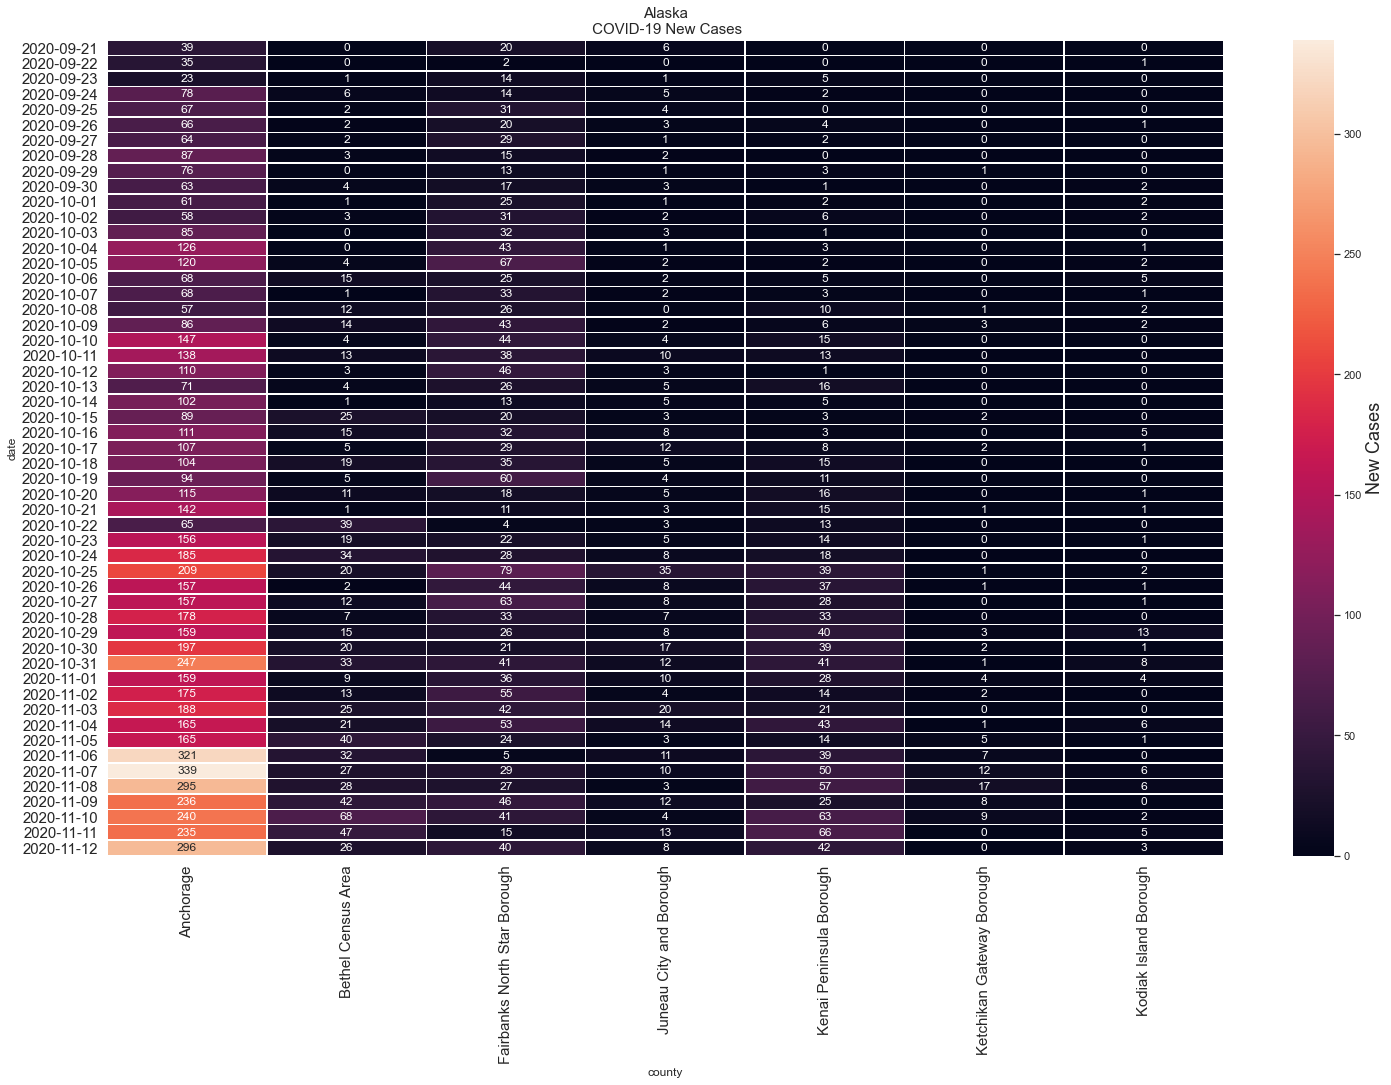 Alaska
COVID-19 New Cases
2020-09-21 39 0 20 6 0 0 0
2020-09-22 35 0 2 0 0 0 1
2020-09-23 23 1 14 1 5 0 0
2020-09-24 78 6 14 5 2 0 0
2020-09-25 67 2 31 4 0 0 0
2020-09-26 66 2 20 3 4 0 1
2020-09-27 64 2 29 1 2 0 0
2020-09-28 87 3 15 2 0 0 0
2020-09-29 76 0 13 1 3 1 0
2020-09-30 63 4 17 3 1 0 2
2020-10-01 61 1 25 1 2 0 2
2020-10-02 58 3 31 2 6 0 2
2020-10-03 85 0 32 3 1 0 0
2020-10-04 126 0 43 1 3 0 1
2020-10-05 120 4 67 2 2 0 2
2020-10-06 68 15 25 2 5 0 5
2020-10-07 68 1 33 2 3 0 1
2020-10-08 57 12 26 0 10 1 2
2020-10-09 86 14 43 2 6 3 2
2020-10-10 147 4 44 4 15 0 0
2020-10-11 138 13 38 10 13 0 0
2020-10-12 110 3 46 3 1 0 0
2020-10-13 71 4 26 5 16 0 0
2020-10-14 102 1 13 5 5 0 0
2020-10-15 89 25 20 3 3 2 0
2020-10-16 111 15 32 8 3 0 5
2020-10-17 107 5 29 12 8 2 1
2020-10-18 104 19 35 5 15 0 0
2020-10-19 94 5 60 4 11 0 0
2020-10-20 115 11 18 5 16 0 1
2020-10-21 142 1 11 3 15 1 1
2020-10-22 65 39 4 3 13 0 0
2020-10-23 156 19 22 5 14 0 1
2020-10-24 185 34 28 8 18 0 0
2020-10-25 209 20 79 35 39 1 2
2020-10-26 157 2 44 8 37 1 1
2020-10-27 157 12 63 8 28 0 1
2020-10-28 178 7 33 7 33 0 0
2020-10-29 159 15 26 8 40 3 13
2020-10-30 197 20 21 17 39 2 1
2020-10-31 247 33 41 12 41 1 8
2020-11-01 159 9 36 10 28 4 4
2020-11-02 175 13 55 4 14 2 0
2020-11-03 188 25 42 20 21 0 0
2020-11-04 165 21 53 14 43 1 6
2020-11-05 165 40 24 3 14 5 1
2020-11-06 321 32 5 11 39 7 0
2020-11-07 339 27 29 10 50 12 6
2020-11-08 295 28 27 3 57 17 6
2020-11-09 236 42 46 12 25 8 0
2020-11-10 240 68 41 4 63 9 2
2020-11-11 235 47 15 13 66 0 5
2020-11-12 296 26 40 8 42 0 3
date
Anchorage
Bethel Census Area
Fairbanks North Star Borough
Juneau City and Borough
Kenai Peninsula Borough
Ketchikan Gateway Borough
Kodiak Island Borough
county
300
250
200
150
100
50
0
New Cases